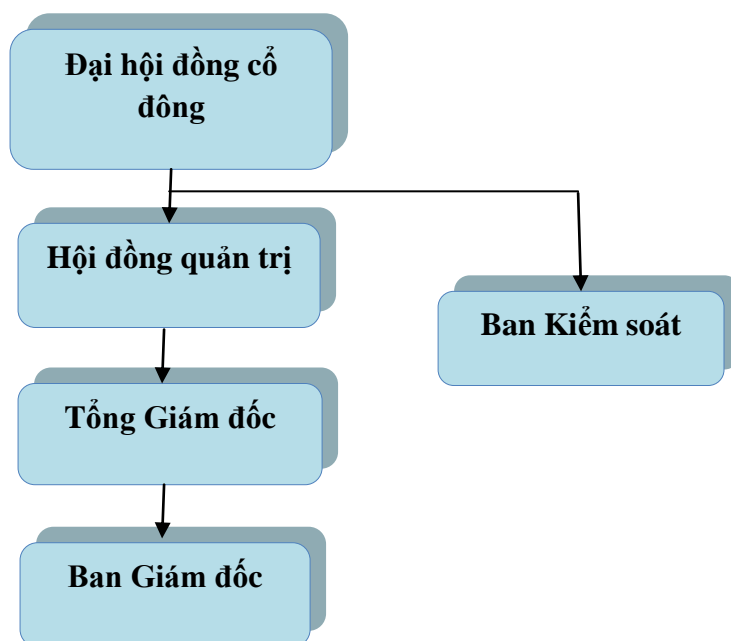 Đại hội đồng cổ
đông
Hội đồng quản trị
Ban Kiểm soát
Tổng Giám đốc
Ban Giám đốc